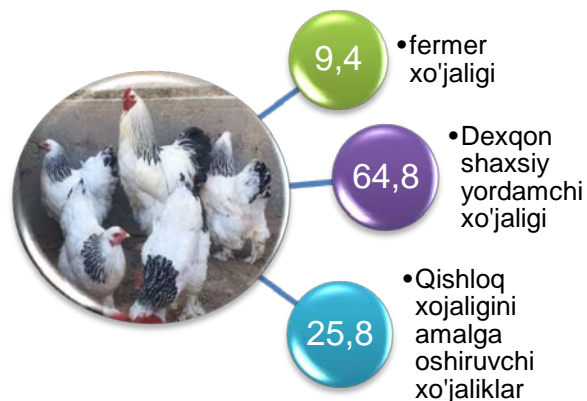 9,4
•fermer
xo'jaligi
64,8
•Dexqon
shaxsiy
yordamchi
xo'jaligi
25,8
•Qishloq
xojaligini
amalga
oshiruvchi
xo'jaliklar